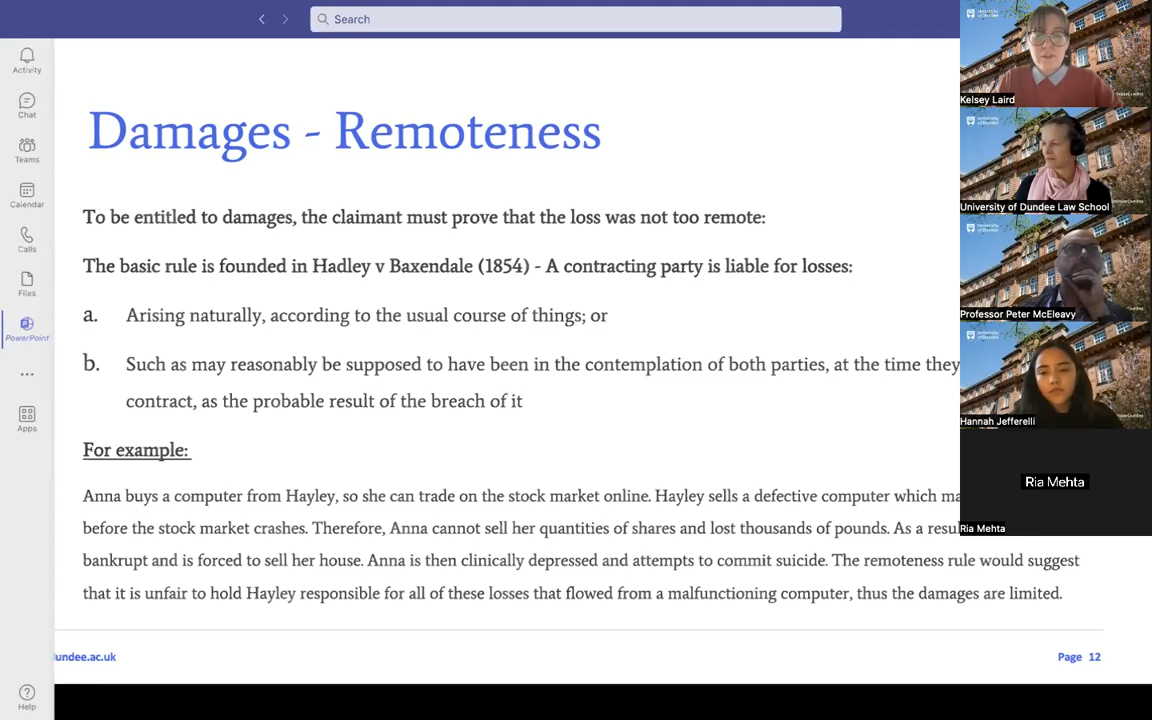 Search
Activity
Chat
Teams
Calendar
Calls
Files
PowerPoint
Apps
Help
Damages - Remoteness
To be entitled to damages, the claimant must prove that the loss was not too remote:
The basic rule is founded in Hadley v Baxendale (1854) - A contracting party is liable for losses:
a. Arising naturally, according to the usual course of things; or
b. Such as may reasonably be supposed to have been in the contemplation of both parties, at the time they
contract, as the probable result of the breach of it
For example:
Anna buys a computer from Hayley, so she can trade on the stock market online. Hayley sells a defective computer which ma
before the stock market crashes. Therefore, Anna cannot sell her quantities of shares and lost thousands of pounds. As a resu
bankrupt and is forced to sell her house. Anna is then clinically depressed and attempts to commit suicide. The remoteness rule would suggest
that it is unfair to hold Hayley responsible for all of these losses that flowed from a malfunctioning computer, thus the damages are limited.
undee.ac.uk
Page 12
Kelsey Laird
University of Dundee Law School
Professor Peter McEleavy
Hannah Jefferelli
Ria Mehta
Ria Mehta